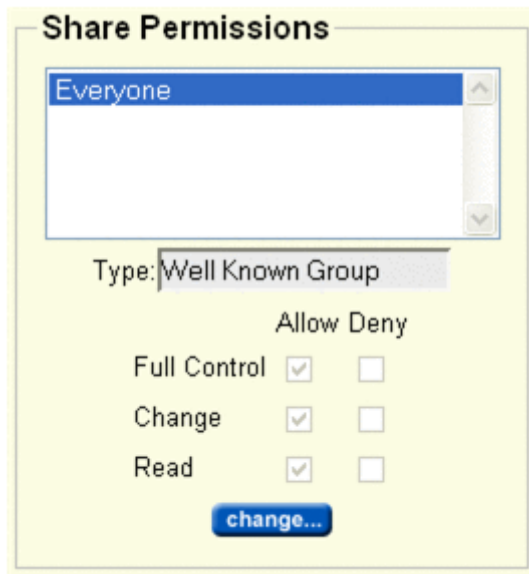 Share Permissions
Everyone
Type: Well Known Group
Allow Deny
Full Control
Change
Read
change...